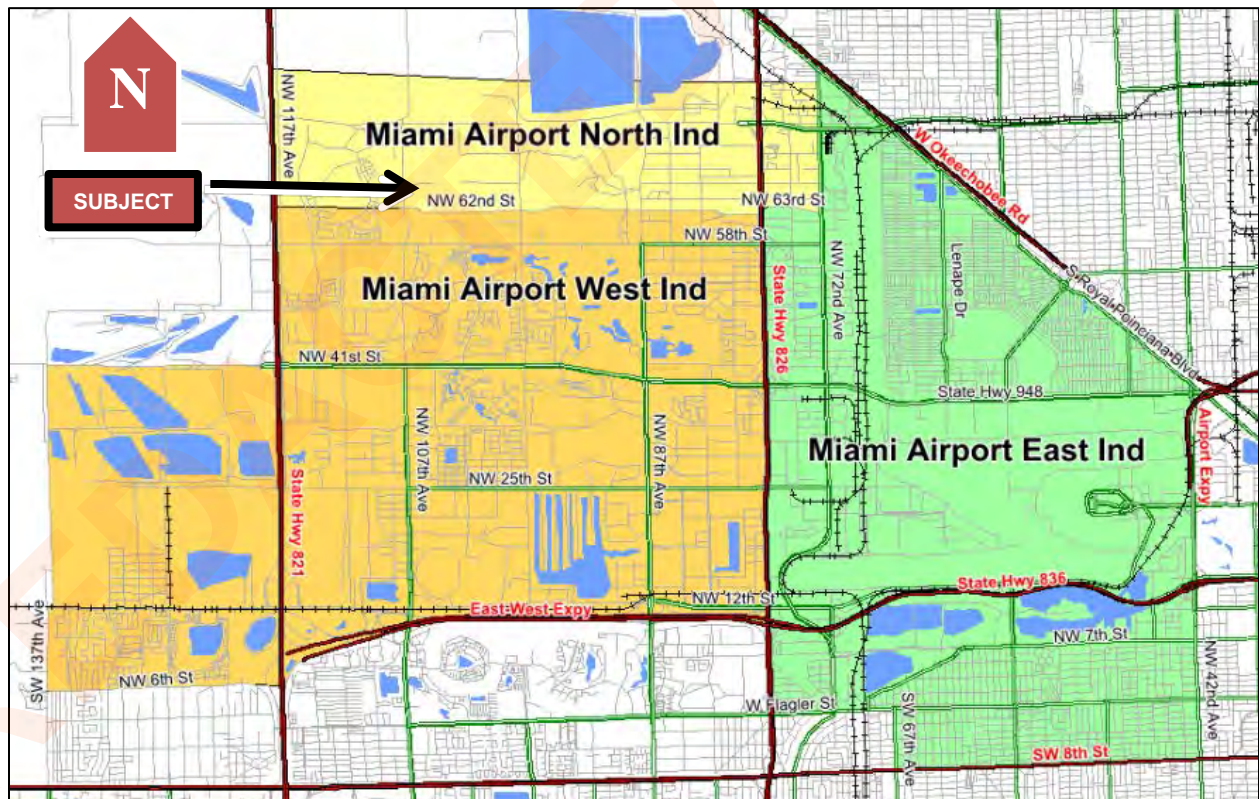 N
SUBJECT
NW 117th Ave
Miami Airport North Ind
NW 62nd St
NW 63rd St
W Okeechobee Rd
NW 58th St
NW 72nd Ave
Lenape Dr
S Royal Poinciana Blvd
Miami Airport West Ind
State Hwy 826
NW 41st St
State Hwy 948
NW 107th Ave
NW 87th Ave
Miami Airport East Ind
Airport Expy
NW 25th St
State Hwy 821
State Hwy 836
East-West Expy
NW 12th St
SW 137th Ave
NW 7th St
NW 6th St
NW 42nd Ave
W Flagler St
SW 67th Ave
SW 8th St